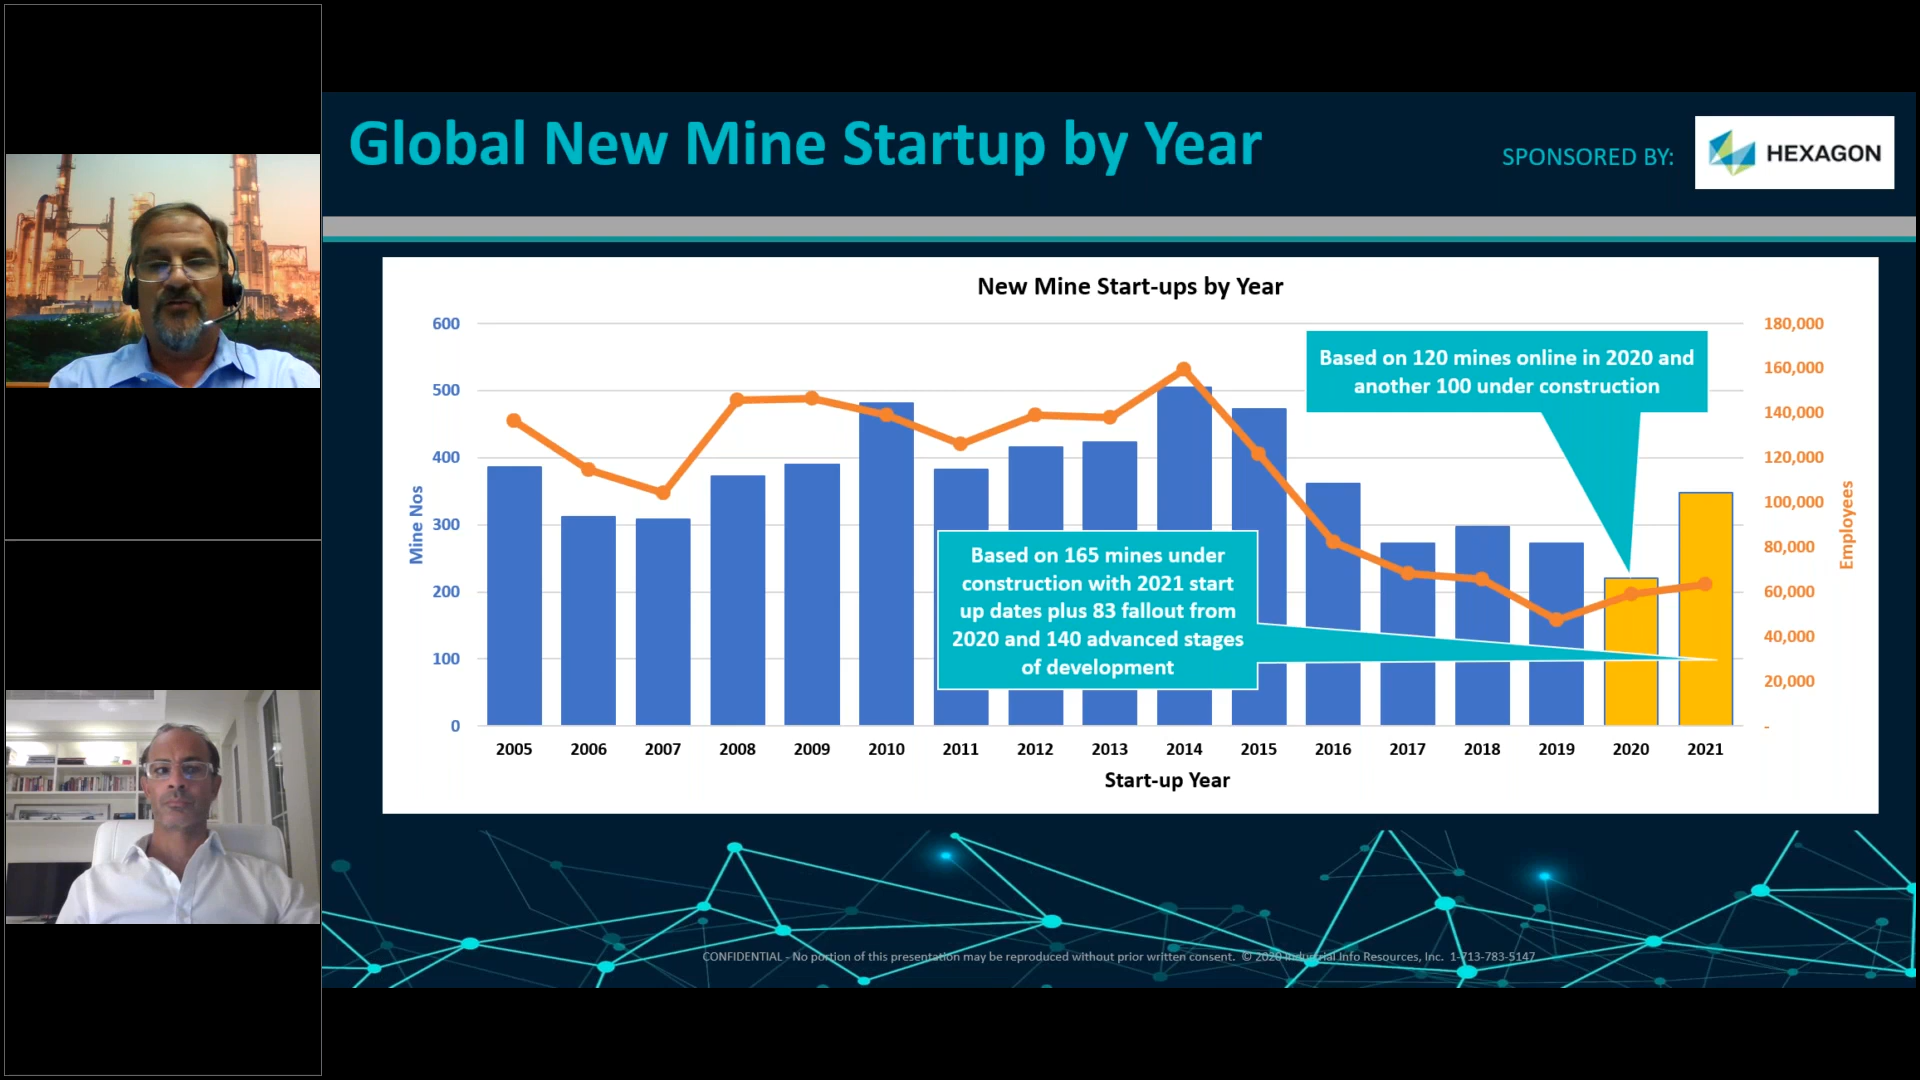 Global New Mine Startup by Year
SPONSORED BY:
HEXAGON
New Mine Start-ups by Year
600
500
400
300
200
100
0
Mine Nos
180,000
160,000
140,000
120,000
100,000
80,000
60,000
40,000
20,000
-
Employees
Based on 120 mines online in 2020 and
another 100 under construction
Based on 165 mines under
construction with 2021 start
up dates plus 83 fallout from
2020 and 140 advanced stages
of development
2005 2006 2007 2008 2009 2010 2011 2012 2013 2014 2015 2016 2017 2018 2019 2020 2021
Start-up Year
CONFIDENTIAL - No portion of this presentation may be reproduced without prior written consent. © 2020 Industrial Info Resources, Inc. 1-713-783-5147